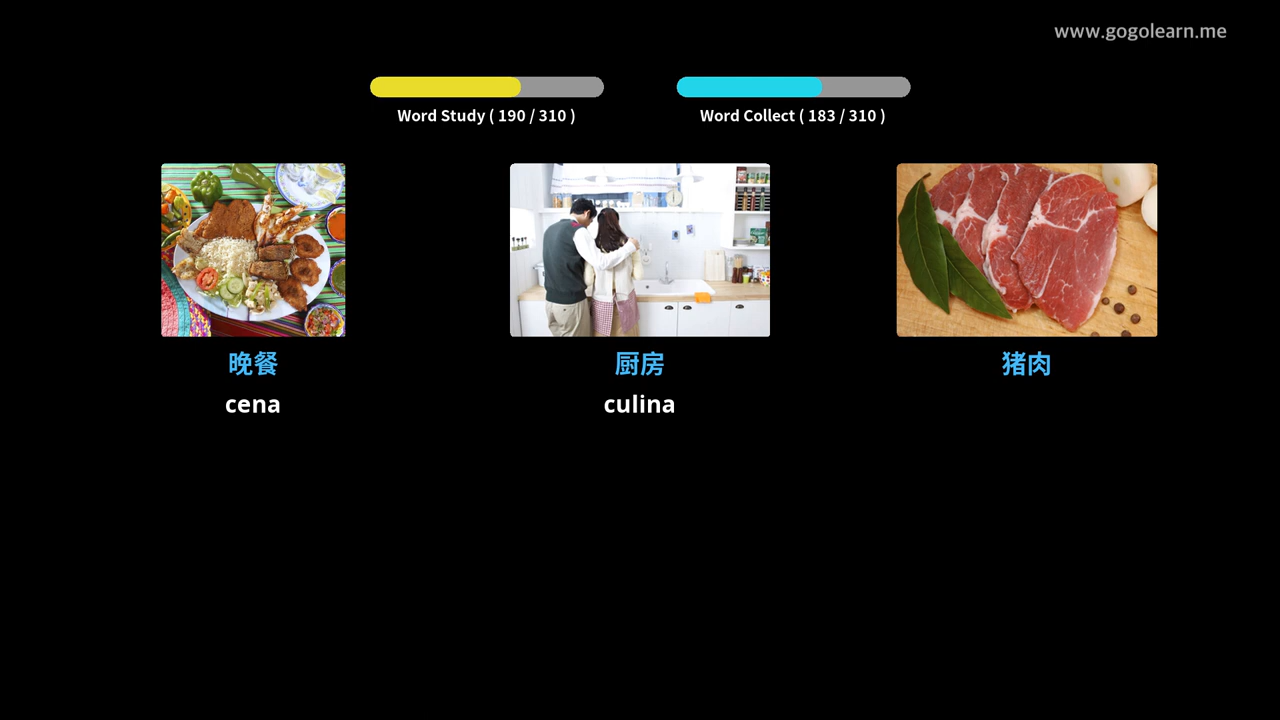 www.gogolearn.me
Word Study ( 190 / 310 )
Word Collect ( 183 / 310 )
晚餐
厨房
猪肉
cena
culina